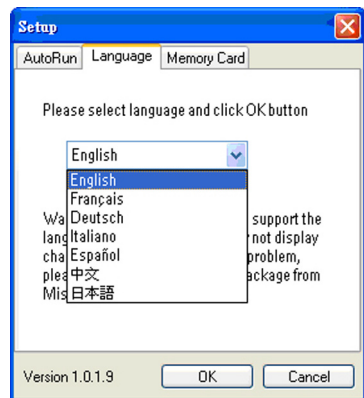 Setup
AutoRun Language Memory Card
Please select language and click OK button
English
English
Français
Deutsch
Italiano
Español
中文
日本語
Wa support the
lang not display
cha problem,
plea ackage from
Mis
Version 1.0.1.9 OK Cancel